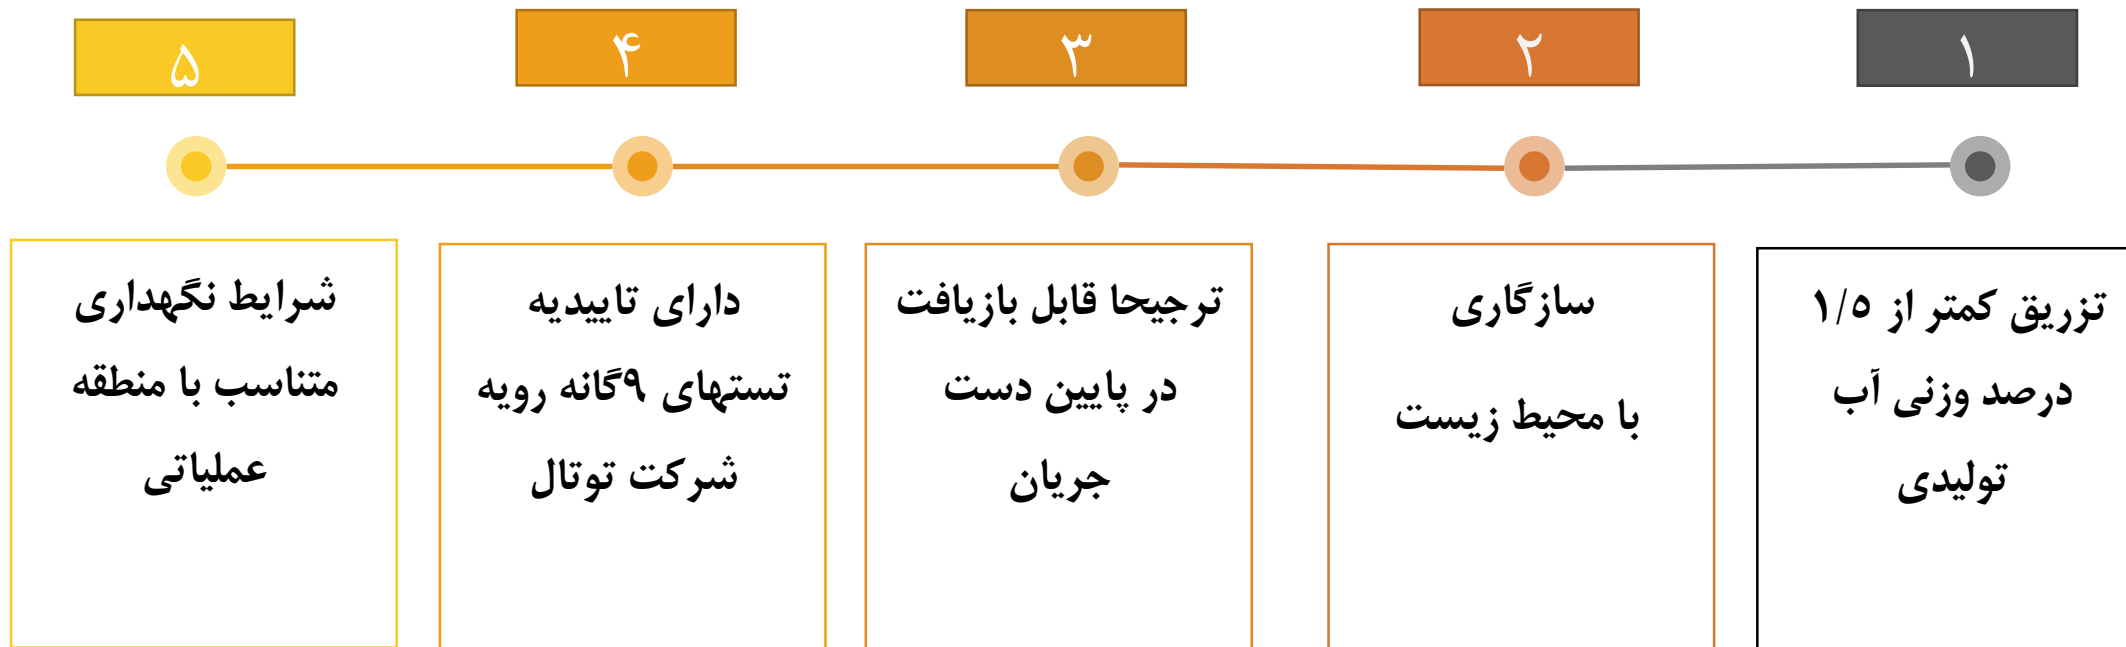 ۱
۲
۳
۴
۵
تزریق کمتر از ۱/۵
درصد وزنی آب
تولیدی
سازگاری
با محیط زیست
ترجیحا قابل بازیافت
در پایین دست
جریان
دارای تاییدیه
تستهای ۹گانه رویه
شرکت توتال
شرایط نگهداری
متناسب با منطقه
عملیاتی